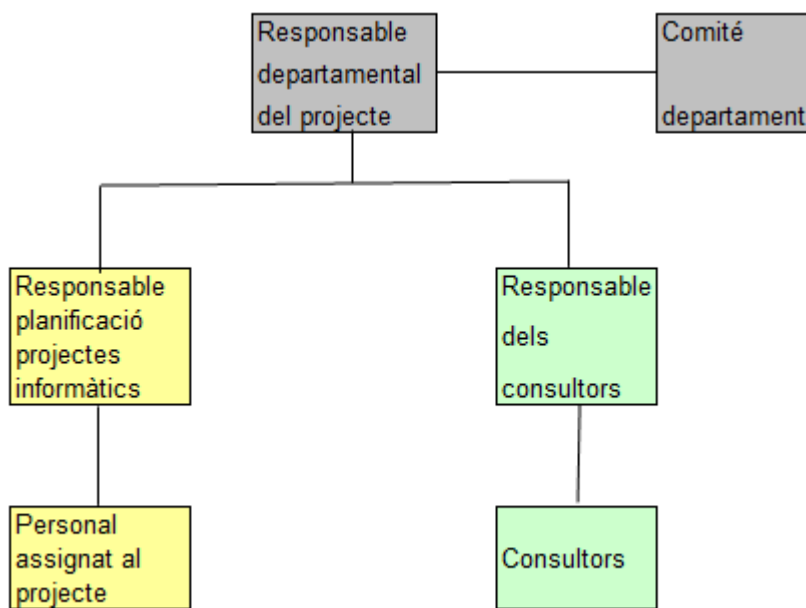 Responsable
departamental
del projecte
Comité
departament
Responsable
planificació
projectes
informàtics
Responsable
dels
consultors
Personal
assignat al
projecte
Consultors